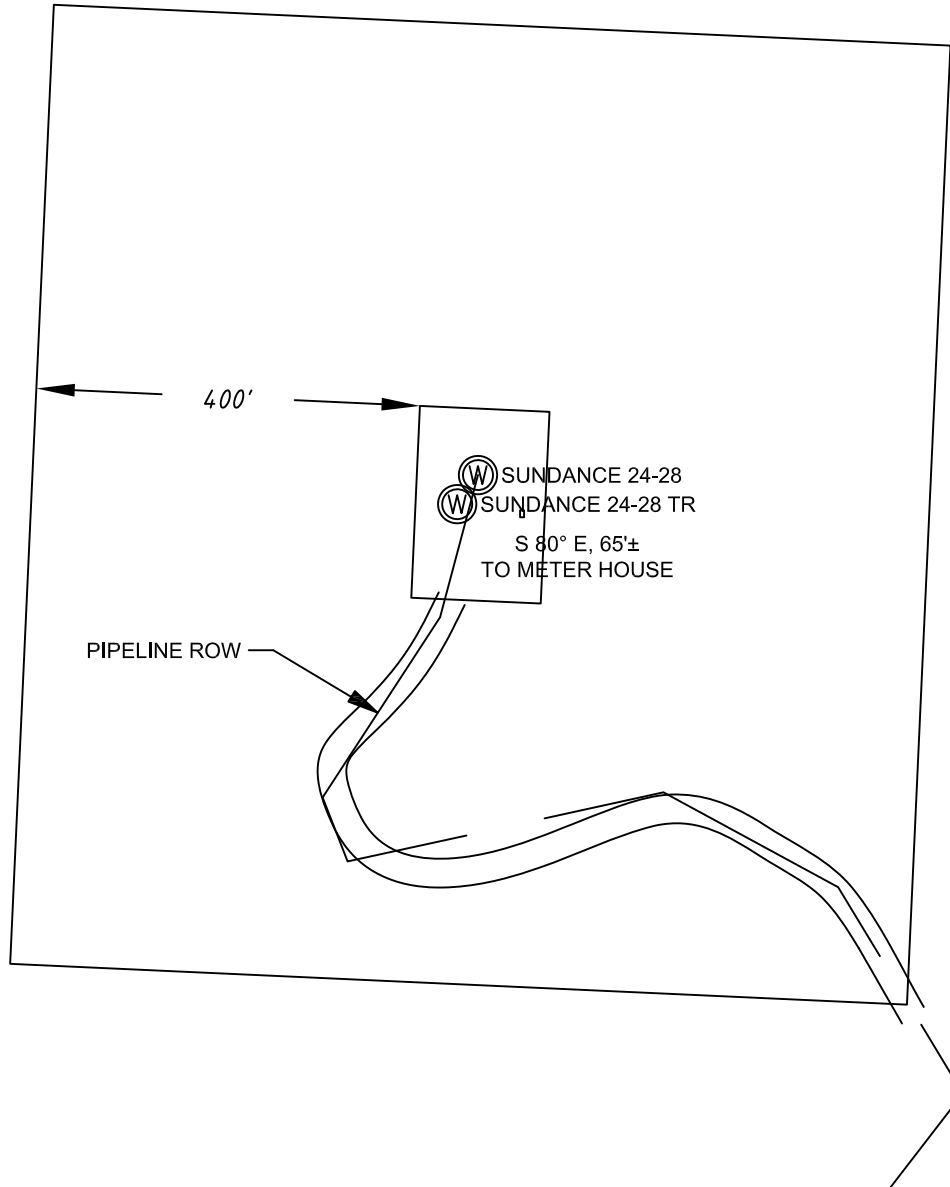 400'
W SUNDANCE 24-28
W SUNDANCE 24-28 TR
S 80° E, 65'±
TO METER HOUSE
PIPELINE ROW